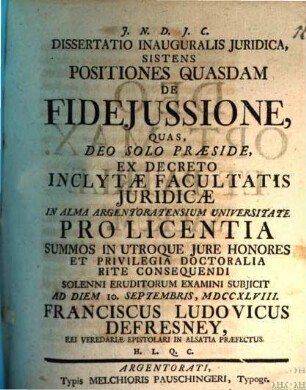 J. N. D. J. C.
DISSERTATIO INAUGURALIS JURIDICA,
SISTENS
POSITIONES QUASDAM
DE
FIDEJUSSIONE,
QUAS,
DEO SOLO PRÆSIDE,
EX DECRETO
INCLYTÆ FACULTATIS
JURIDICÆ
IN ALMA ARGENTORATENSIUM UNIVERSITATE
PRO LICENTIA
SUMMOS IN UTROQUE JURE HONORES
ET PRIVILEGIA DOCTORALIA
RITE CONSEQUENDI
SOLENNI ERUDITORUM EXAMINI SUBJICIT
AD DIEM 10. SEPTEMBRIS, MDCCXLVIII.
FRANCISCUS LUDOVICUS
DEFRESNEY,
REI VEREDARIÆ EPISTOLARI IN ALSATIA PRÆFECTUS.
H. L. Q. C.
ARGENTORATI,
Typis MELCHIORIS PAUSCHINGERI, Typogr.